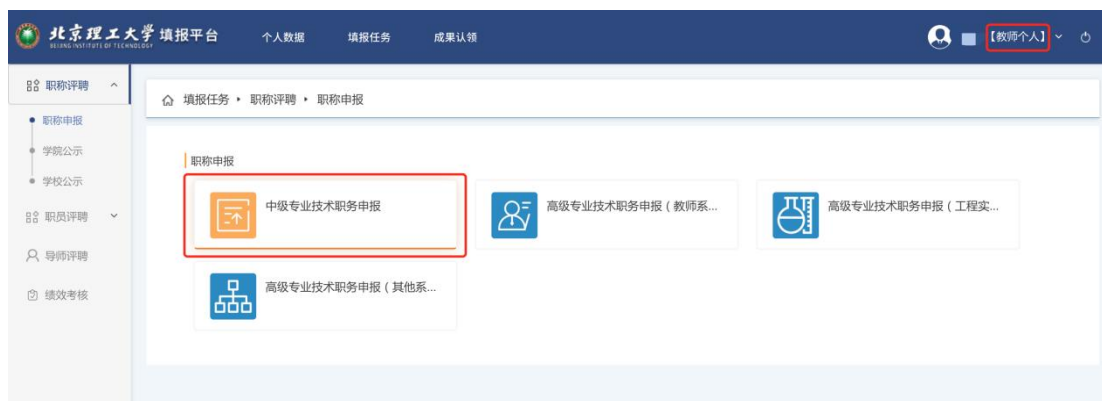 北京理工大学 填报平台 个人数据 填报任务 成果认领 【教师个人】
BEIJING INSTITUTE OF TECHNOLOGY
职称评聘
填报任务 职称评聘 职称申报
职称申报
学院公示
学校公示
职员评聘
导师评聘
绩效考核
职称申报
中级专业技术职务申报
高级专业技术职务申报（教师系...
高级专业技术职务申报（工程实...
高级专业技术职务申报（其他系...